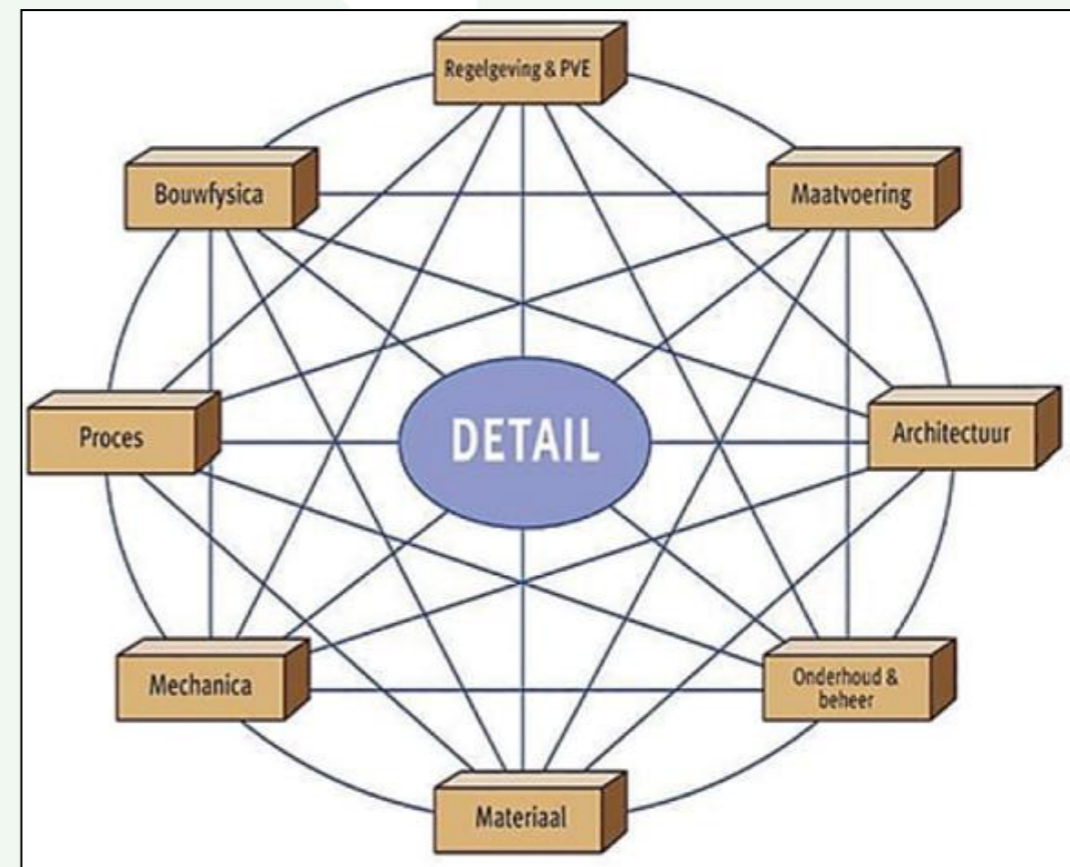 Regelgeving & PVE
Bouwfysica
Maatvoering
Proces
DETAIL
Architectuur
Mechanica
Onderhoud &
beheer
Materiaal